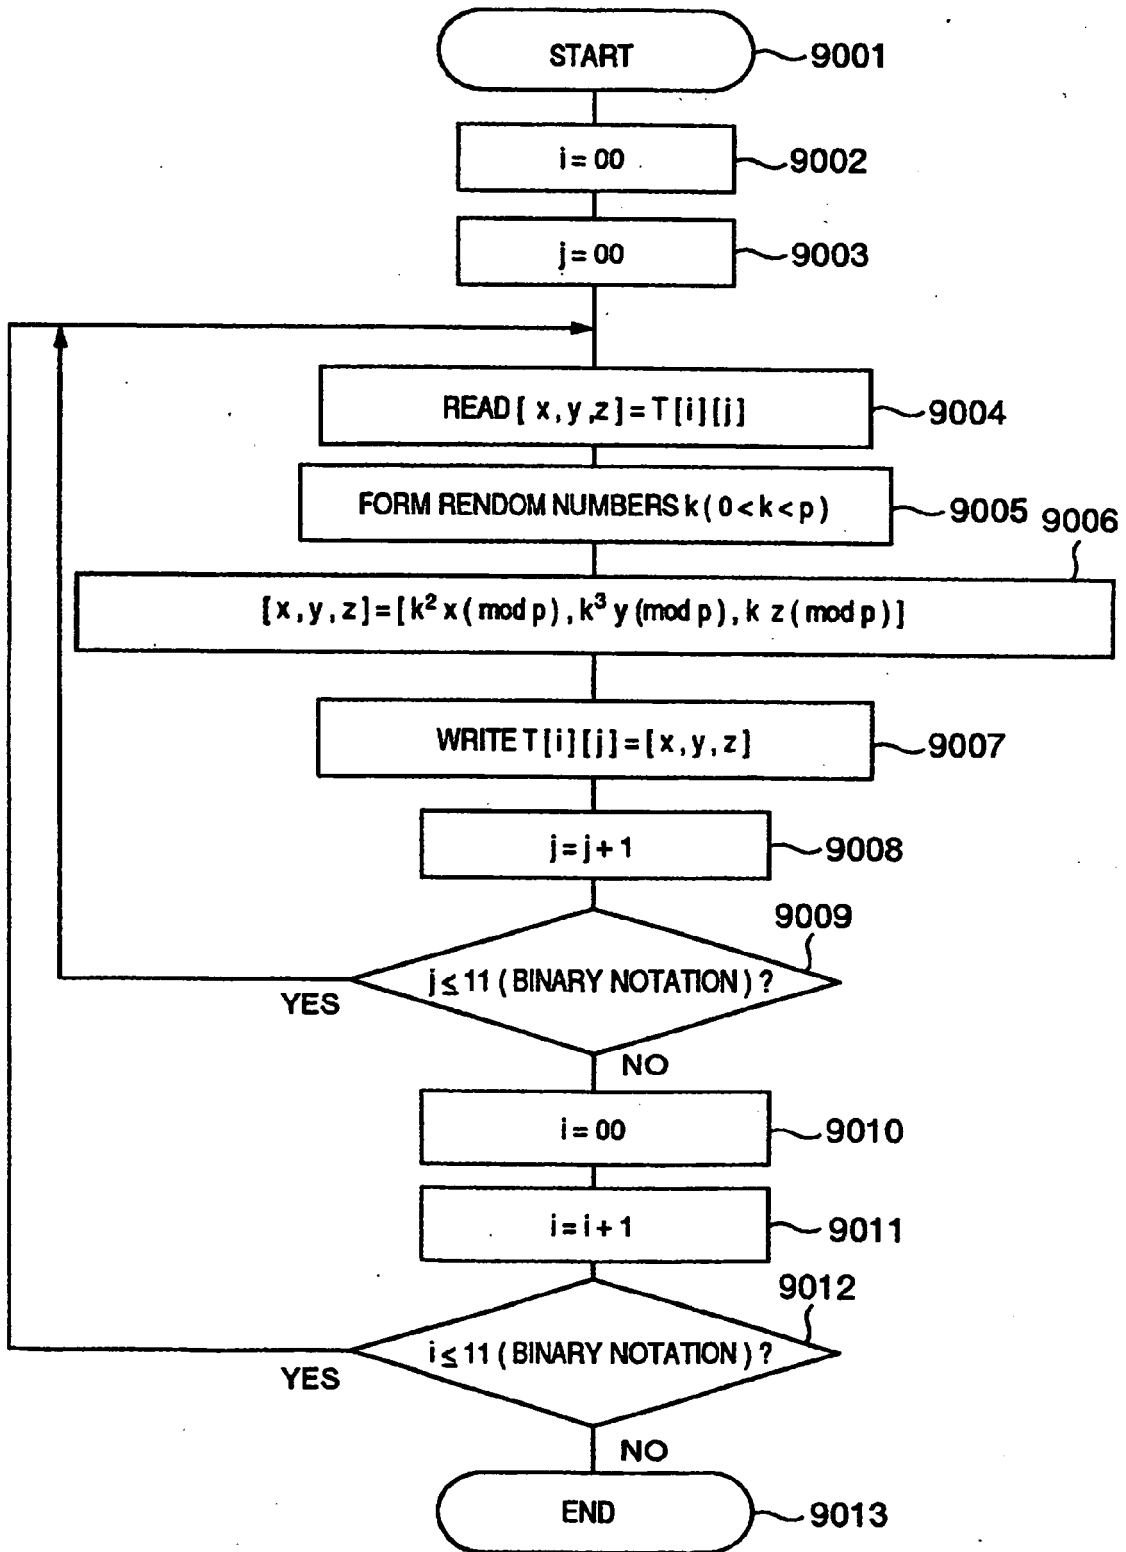 START 9001
i = 00 9002
j = 00 9003
READ [ x , y ,z ] = T [ i ] [ j ] 9004
FORM RENDOM NUMBERS k ( 0 < k < p ) 9005
9006
[ x , y , z ] = [ k² x ( mod p ) , k³ y ( mod p ) , k z ( mod p ) ]
WRITE T [ i ] [ j ] = [ x , y , z ] 9007
j = j + 1 9008
9009
j ≤ 11 ( BINARY NOTATION ) ?
YES
NO
i = 00 9010
i = i + 1 9011
9012
i ≤ 11 ( BINARY NOTATION ) ?
YES
NO
END 9013